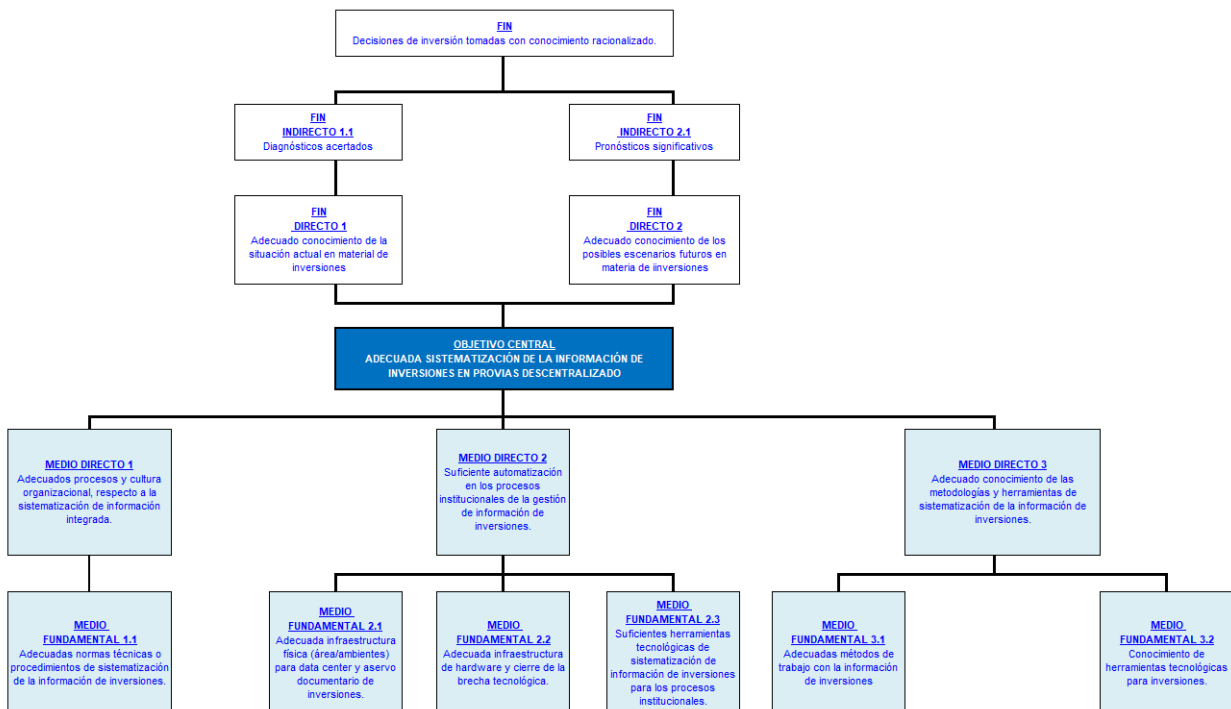 FIN
Decisiones de inversión tomadas con conocimiento racionalizado.
FIN
INDIRECTO 1.1
Diagnósticos acertados
FIN
INDIRECTO 2.1
Pronósticos significativos
FIN
DIRECTO 1
Adecuado conocimiento de la
situación actual en material de
inversiones
FIN
DIRECTO 2
Adecuado conocimiento de los
posibles escenarios futuros en
materia de iinversiones
OBJETIVO CENTRAL
ADECUADA SISTEMATIZACIÓN DE LA INFORMACIÓN DE
INVERSIONES EN PROVIAS DESCENTRALIZADO
MEDIO DIRECTO 1
Adecuados procesos y cultura
organizacional, respecto a la
sistematización de información
integrada.
MEDIO DIRECTO 2
Suficiente automatización
en los procesos
institucionales de la gestión
de información de
inversiones.
MEDIO DIRECTO 3
Adecuado conocimiento de las
metodologías y herramientas de
sistematización de la información de
inversiones.
MEDIO
FUNDAMENTAL 1.1
Adecuadas normas técnicas o
procedimientos de sistematización
de la información de inversiones.
MEDIO
FUNDAMENTAL 2.1
Adecuada infraestructura
física (área/ambientes)
para data center y aservo
documentario de
inversiones.
MEDIO
FUNDAMENTAL 2.2
Adecuada infraestructura
de hardware y cierre de la
brecha tecnológica.
MEDIO
FUNDAMENTAL 2.3
Suficientes herramientas
tecnológicas de
sistematización de
información de inversiones
para los procesos
institucionales.
MEDIO
FUNDAMENTAL 3.1
Adecuadas métodos de
trabajo con la información
de inversiones
MEDIO
FUNDAMENTAL 3.2
Conocimiento de
herramientas tecnológicas
para inversiones.